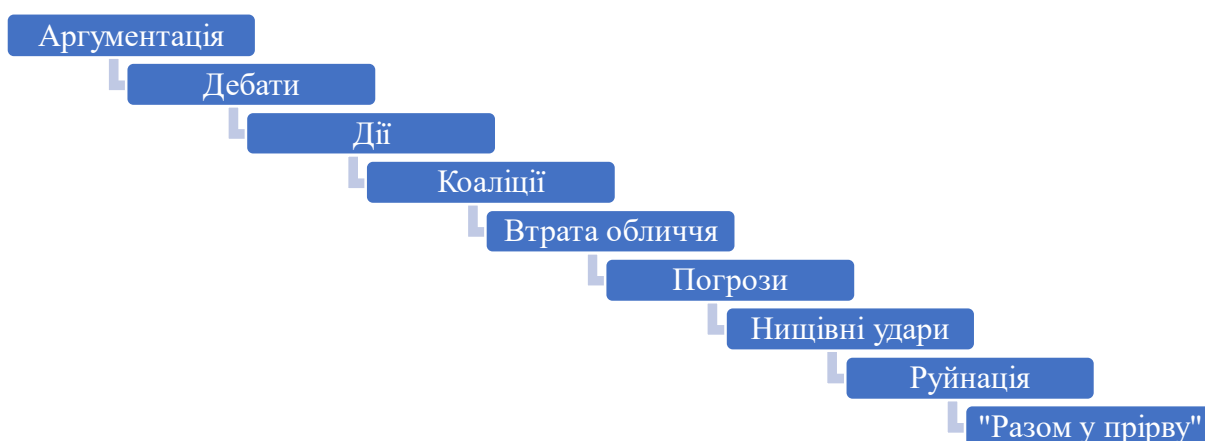 Аргументація
Дебати
Дії
Коаліції
Втрата обличчя
Погрози
Нищівні удари
Руйнація
"Разом у прірву"